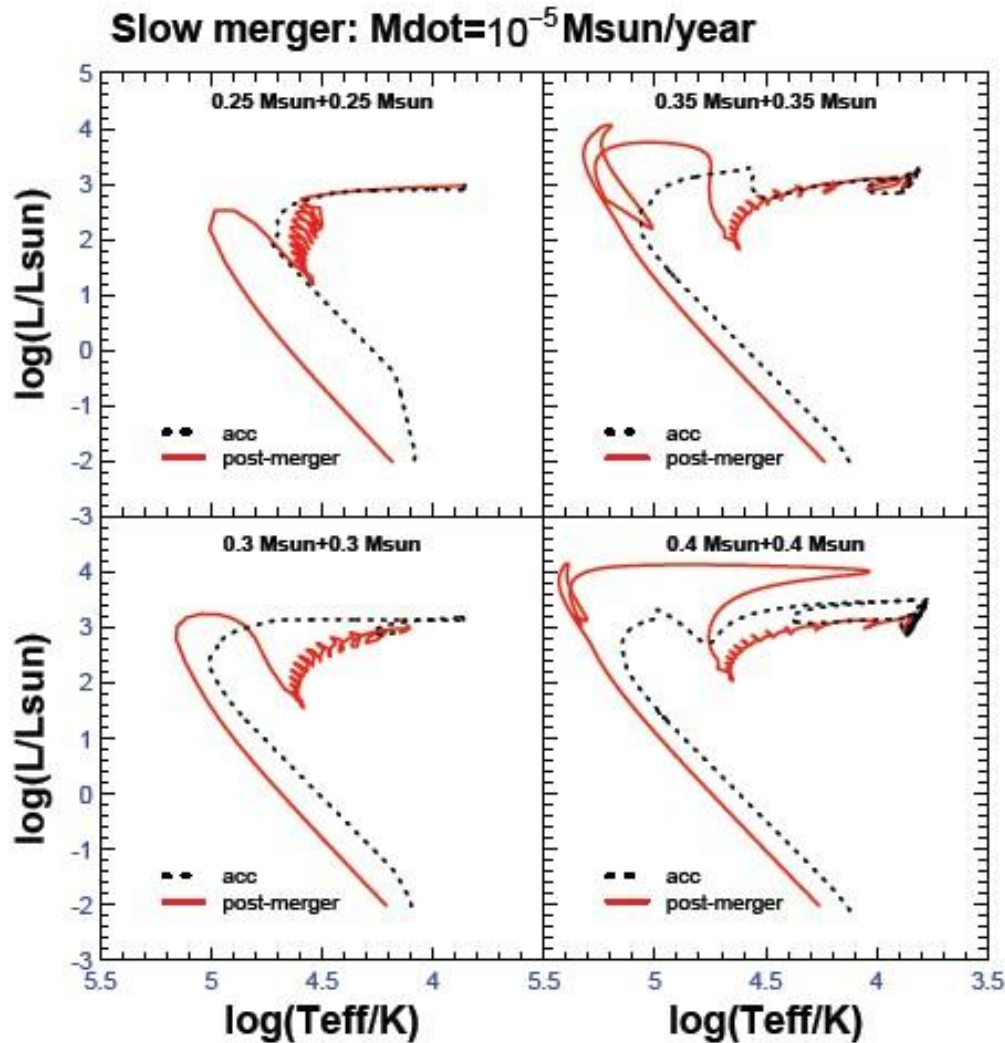 Slow merger: Mdot=10⁻⁵Msun/year
0.25 Msun+0.25 Msun
0.35 Msun+0.35 Msun
5
4
3
2
1
0
-1
-2
-3
log(L/Lsun)
acc
post-merger
acc
post-merger
0.3 Msun+0.3 Msun
0.4 Msun+0.4 Msun
4
3
2
1
0
-1
-2
-3
log(L/Lsun)
acc
post-merger
acc
post-merger
5.5 5 4.5 4 5 4.5 4 3.5
log(Teff/K) log(Teff/K)